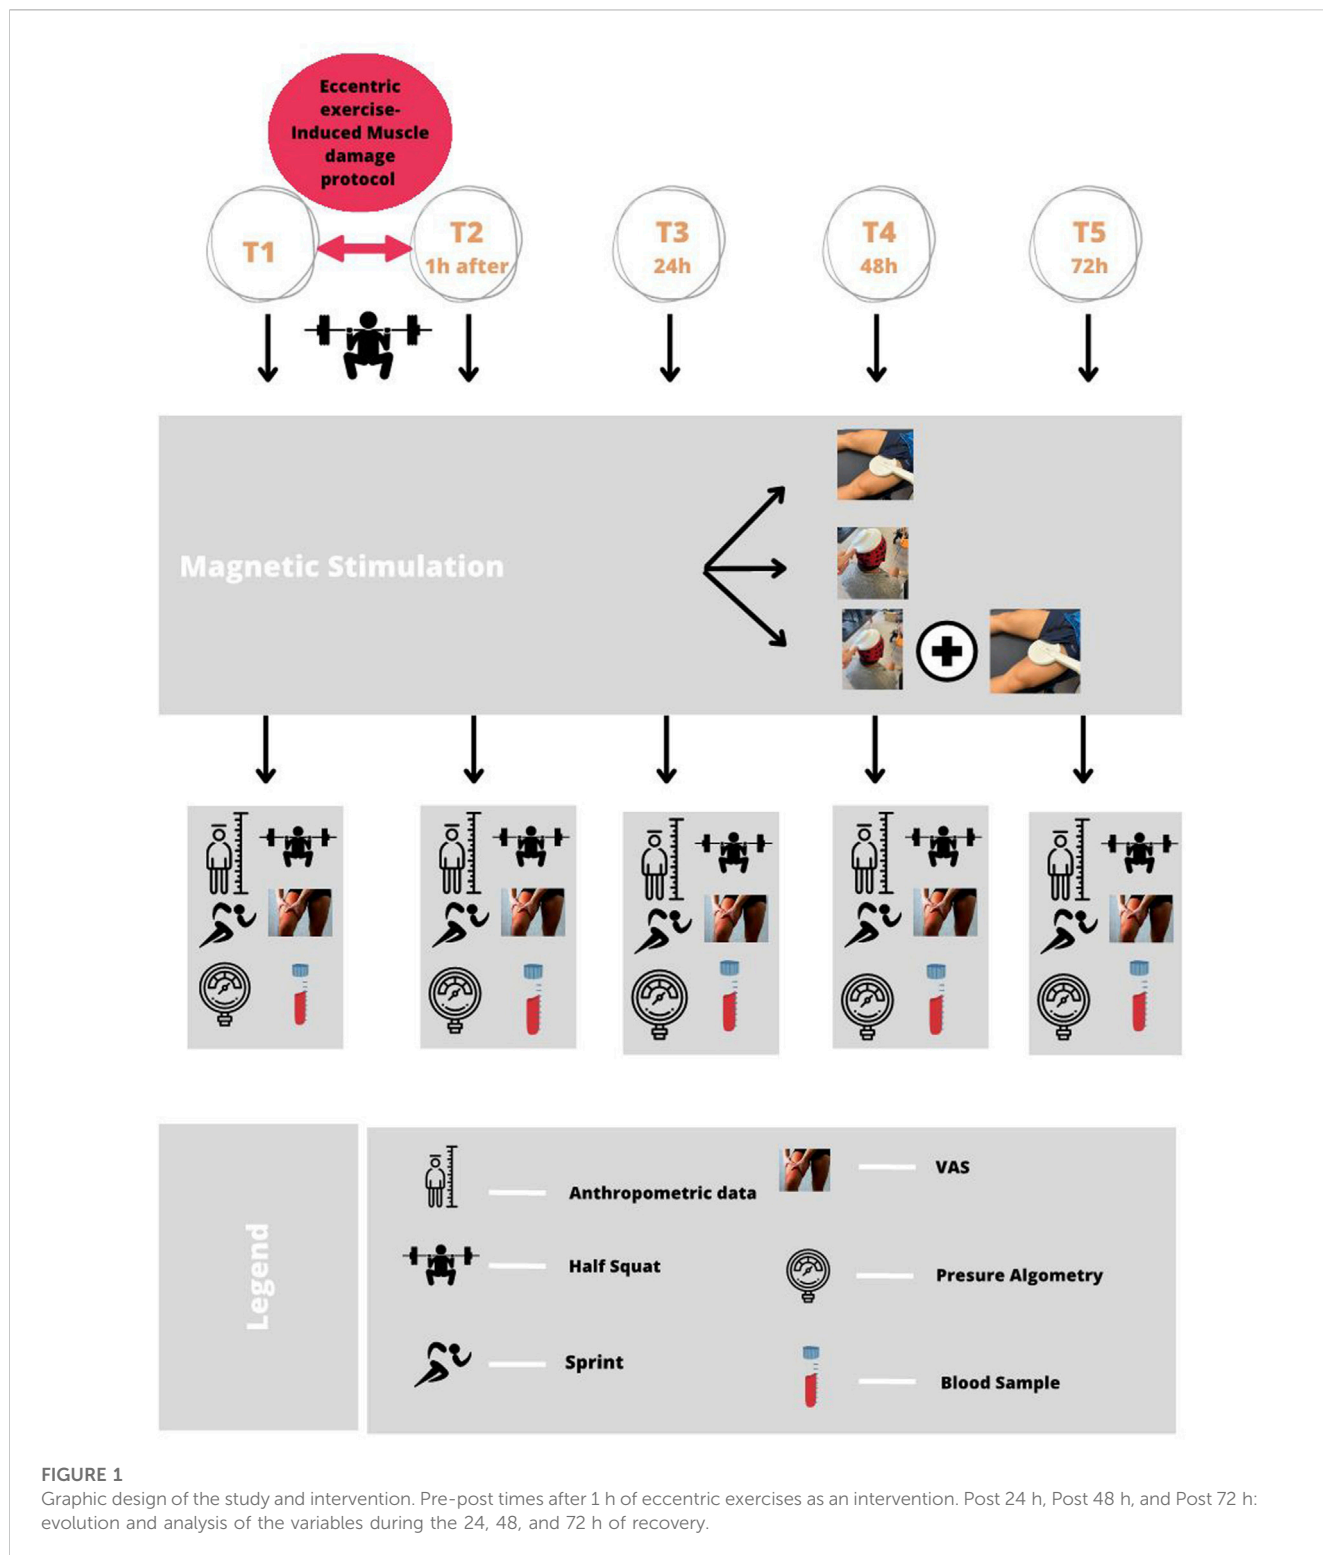 Eccentric
exercise-
Induced Muscle
damage
protocol
T1
T2
1h after
T3
24h
T4
48h
T5
72h
Magnetic Stimulation
Legend
Anthropometric data
Half Squat
Sprint
VAS
Presure Algometry
Blood Sample
FIGURE 1
Graphic design of the study and intervention. Pre-post times after 1 h of eccentric exercises as an intervention. Post 24 h, Post 48 h, and Post 72 h:
evolution and analysis of the variables during the 24, 48, and 72 h of recovery.